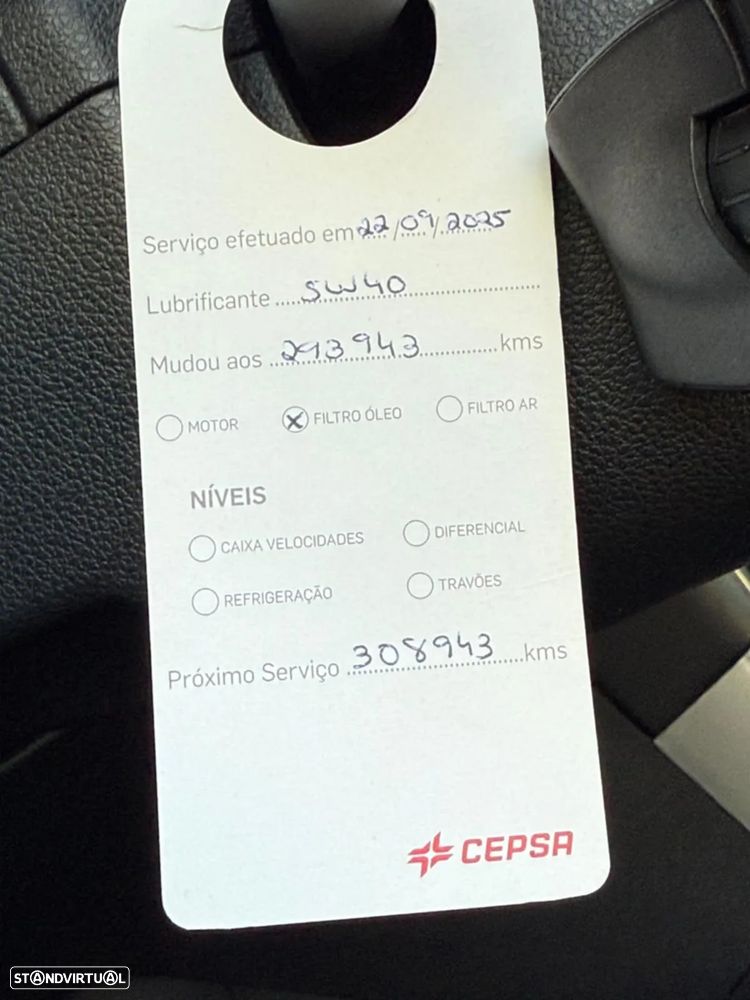 Serviço efetuado em 22/09/2025
Lubrificante 5W40
Mudou aos 293943 kms
MOTOR FILTRO ÓLEO FILTRO AR
NÍVEIS
CAIXA VELOCIDADES DIFERENCIAL
REFRIGERAÇÃO TRAVÕES
Próximo Serviço 308943 kms
CEPSA
STANDVIRTUAL